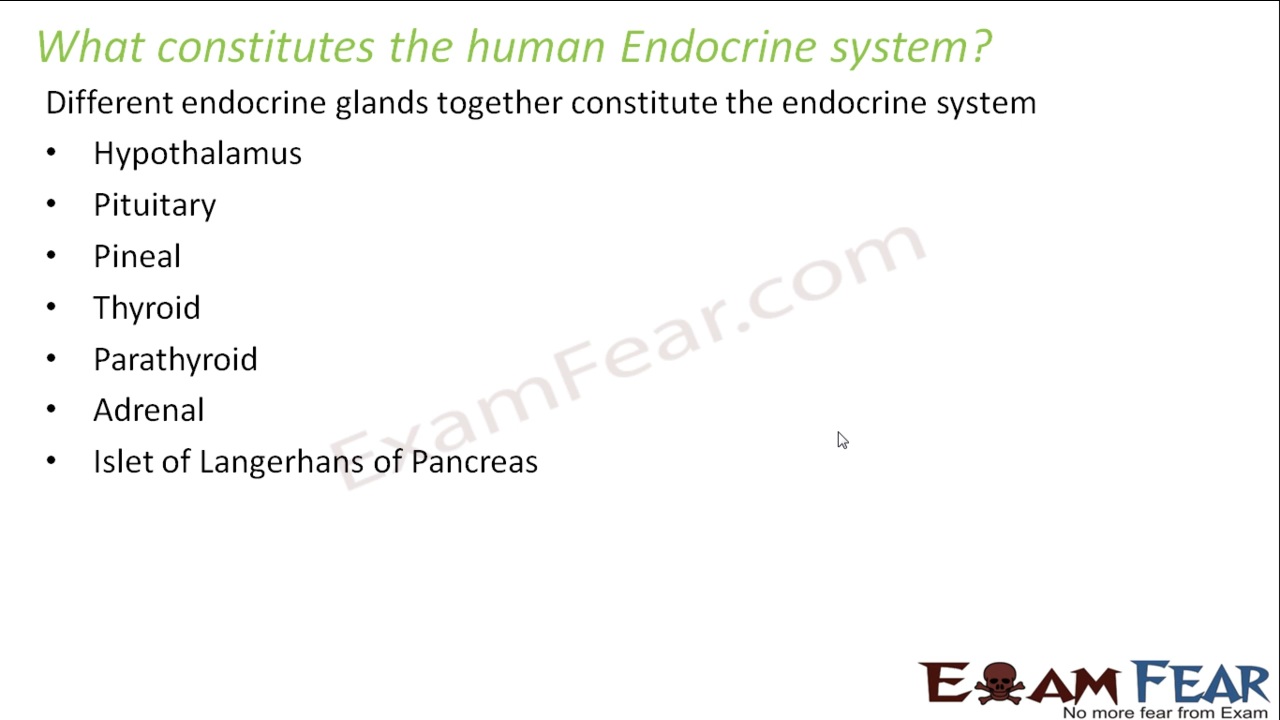 What constitutes the human Endocrine system?
Different endocrine glands together constitute the endocrine system
• Hypothalamus
• Pituitary
• Pineal
• Thyroid
• Parathyroid
• Adrenal
• Islet of Langerhans of Pancreas
ExamFear.com
EXAM FEAR
No more fear from Exam